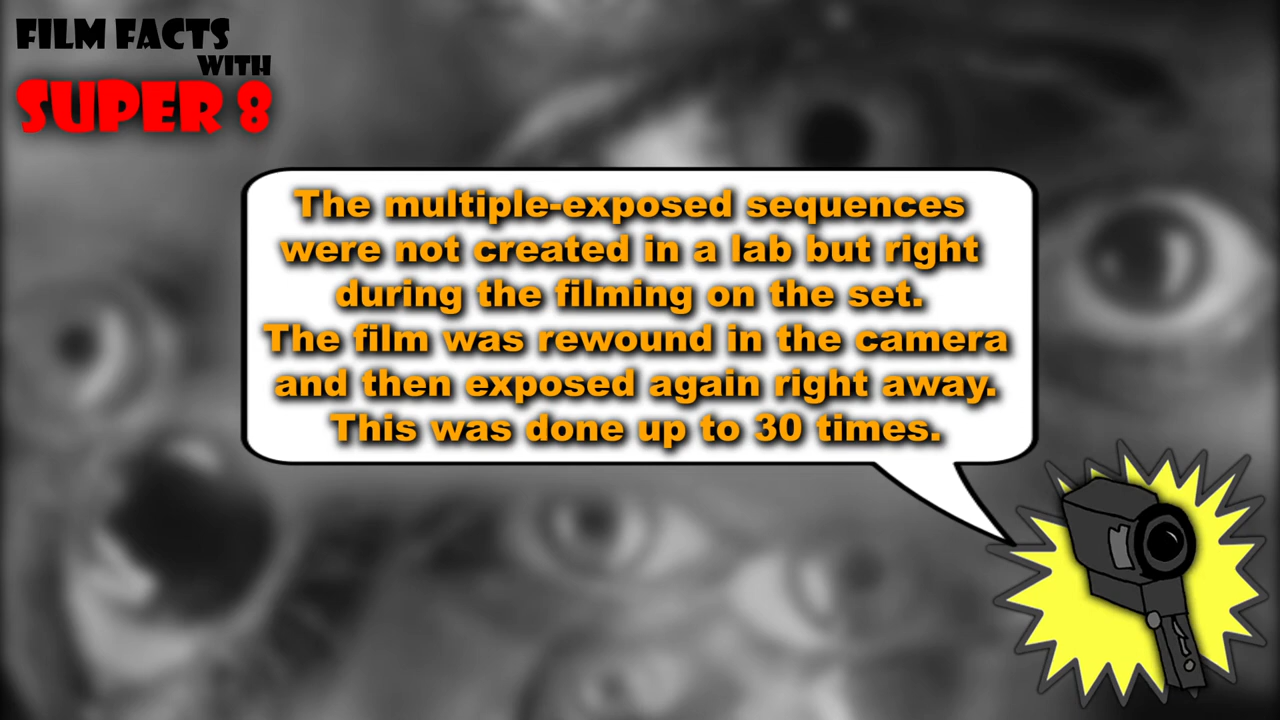 FILM FACTS
WITH
SUPER 8
The multiple-exposed sequences
were not created in a lab but right
during the filming on the set.
The film was rewound in the camera
and then exposed again right away.
This was done up to 30 times.